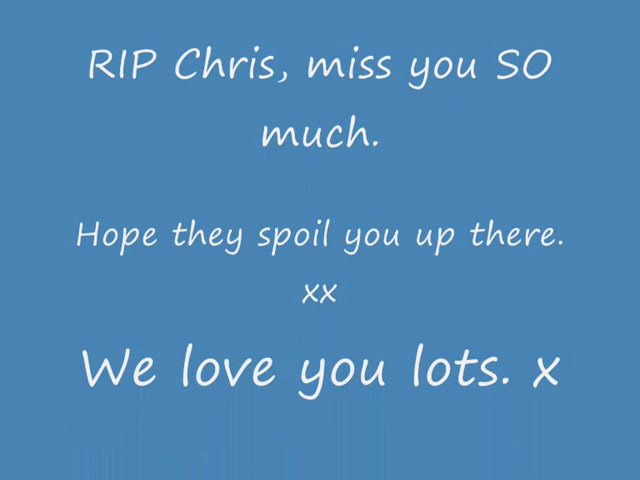 RIP Chris, miss you SO
much.
Hope they spoil you up there.
xx
We love you lots. x